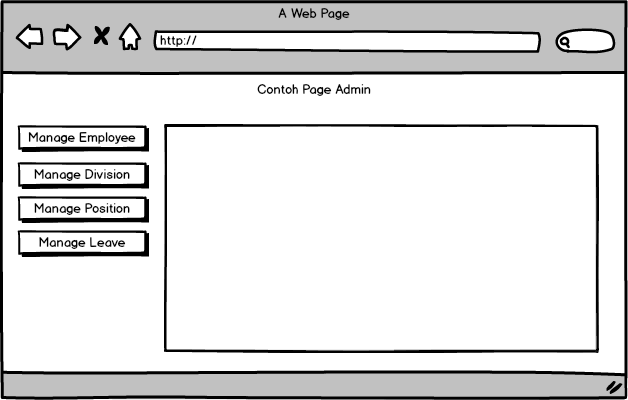 A Web Page
http://
Contoh Page Admin
Manage Employee
Manage Division
Manage Position
Manage Leave